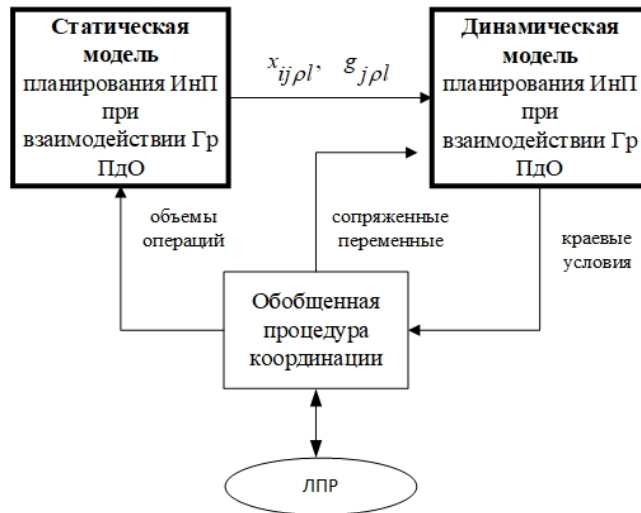 Статическая
модель
планирования ИнП
при
взаимодействии Гр
ПдО
x_{ijρl}, g_{jρl}
Динамическая
модель
планирования ИнП
при
взаимодействии Гр
ПдО
объемы
операций
сопряженные
переменные
краевые
условия
Обобщенная
процедура
координации
ЛПР